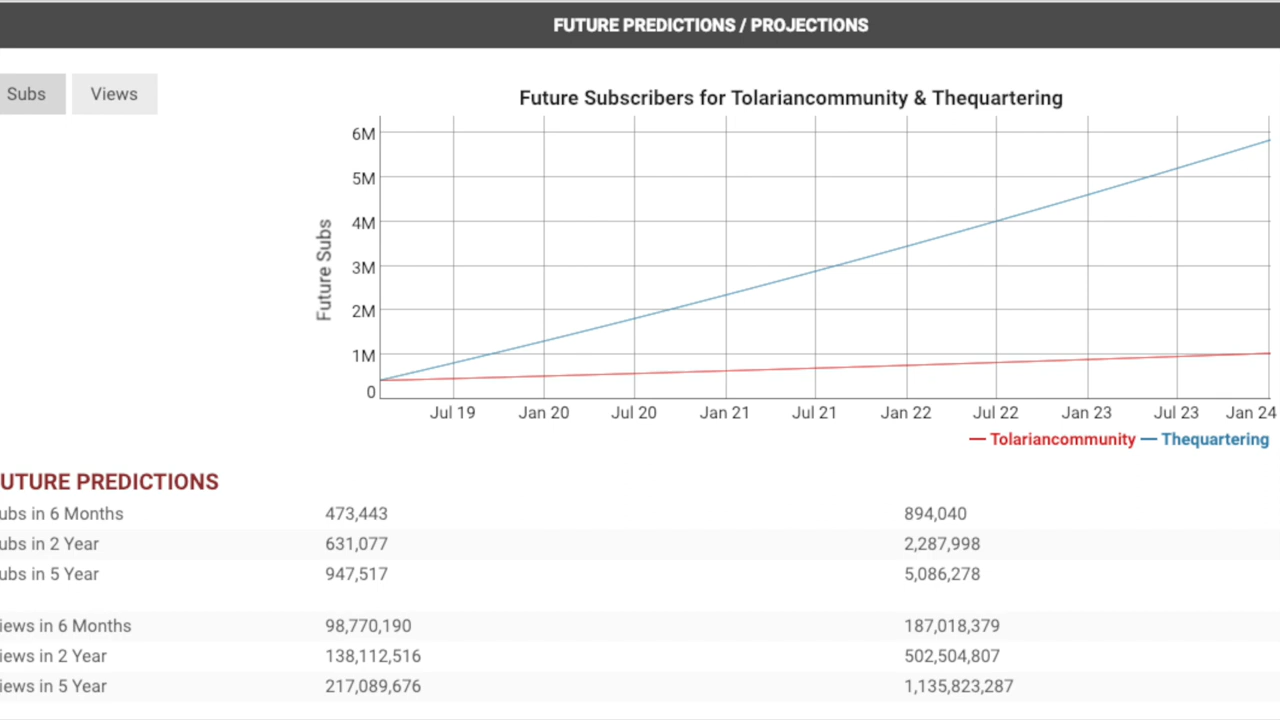 FUTURE PREDICTIONS / PROJECTIONS
Subs Views
Future Subscribers for Tolariancommunity & Thequartering
Future Subs
6M
5M
4M
3M
2M
1M
0
Jul 19 Jan 20 Jul 20 Jan 21 Jul 21 Jan 22 Jul 22 Jan 23 Jul 23 Jan 24
Tolariancommunity Thequartering
UTURE PREDICTIONS
ubs in 6 Months 473,443 894,040
ubs in 2 Year 631,077 2,287,998
ubs in 5 Year 947,517 5,086,278
iews in 6 Months 98,770,190 187,018,379
iews in 2 Year 138,112,516 502,504,807
iews in 5 Year 217,089,676 1,135,823,287